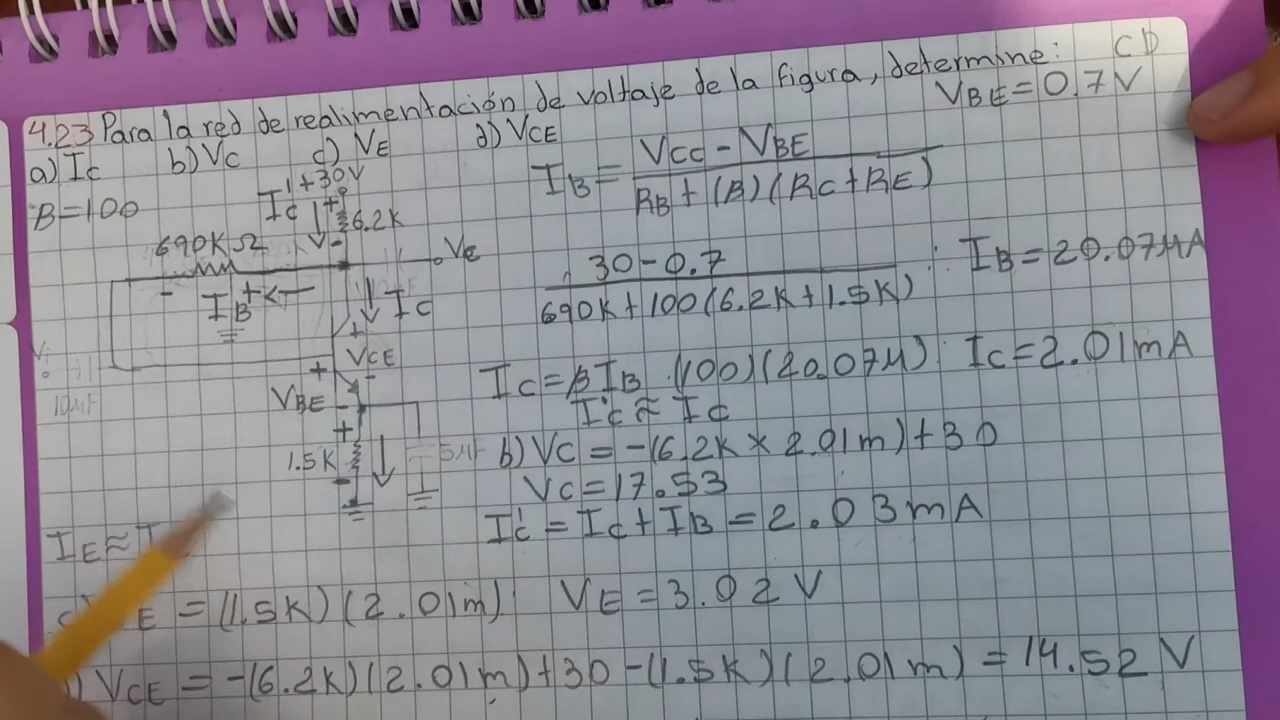 CD
4.23 Para la red de realimentación de voltaje de la figura, determine:
VBE=0.7V
a) Ic b) Vc c) VE d) VCE
B=100
I'c +30V
6.2K
690KΩ
IB
Ic
VCE
VBE
1.5K
5μF
10μF
IB = Vcc - VBE / RB + (B)(Rc+RE)
30-0.7 / 690K+100(6.2K+1.5K) ∴ IB=20.07μA
Ic=βIB (100)(20.07μ) Ic=2.01mA
I'c≈Ic
b) Vc = -(6.2K × 2.01m)+30
Vc=17.53
I'c = Ic+IB = 2.03mA
IE≈I
E = (1.5K)(2.01m) VE=3.02V
) VCE = -(6.2K)(2.01m)+30-(1.5K)(2.01m) = 14.52 V